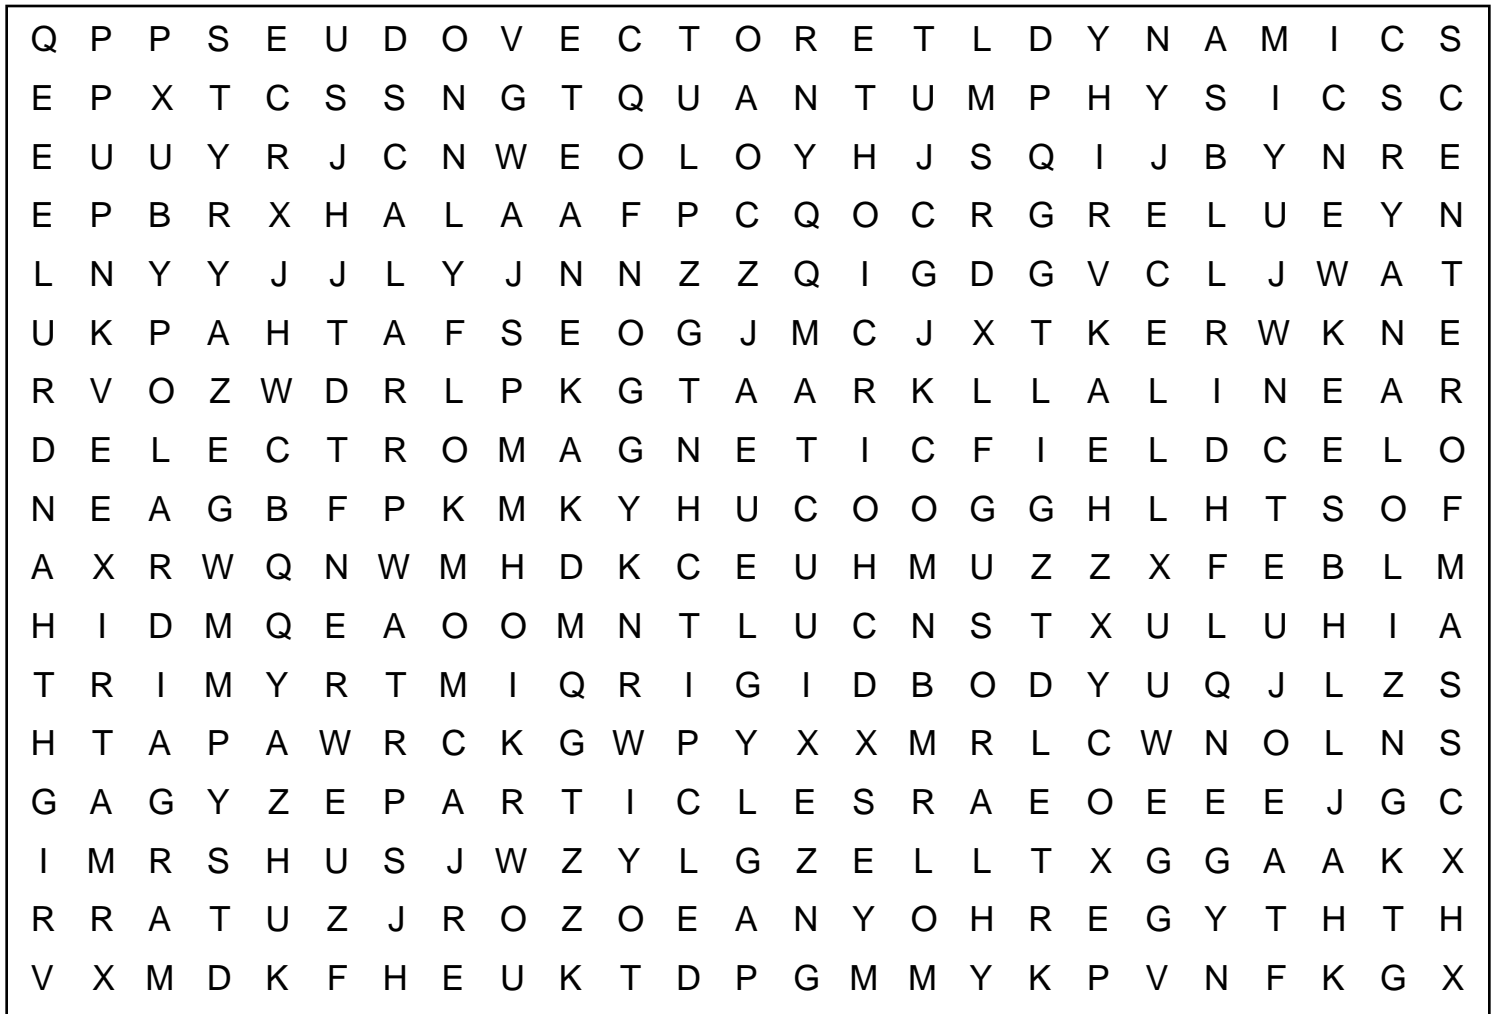 Q P P S E U D O V E C T O R E T L D Y N A M I C S
E P X T C S S N G T Q U A N T U M P H Y S I C S C
E U U Y R J C N W E O L O Y H J S Q I J B Y N R E
E P B R X H A L A A F P C Q O C R G R E L U E Y N
L N Y Y J J L Y J N N Z Z Q I G D G V C L J W A T
U K P A H T A F S E O G J M C J X T K E R W K N E
R V O Z W D R L P K G T A A R K L L A L I N E A R
D E L E C T R O M A G N E T I C F I E L D C E L O
N E A G B F P K M K Y H U C O O G G H L H T S O F
A X R W Q N W M H D K C E U H M U Z Z X F E B L M
H I D M Q E A O O M N T L U C N S T X U L U H I A
T R I M Y R T M I Q R I G I D B O D Y U Q J L Z S
H T A P A W R C K G W P Y X X M R L C W N O L N S
G A G Y Z E P A R T I C L E S R A E O E E E J G C
I M R S H U S J W Z Y L G Z E L L T X G G A A K X
R R A T U Z J R O Z O E A N Y O H R E G Y T H T H
V X M D K F H E U K T D P G M M Y K P V N F K G X